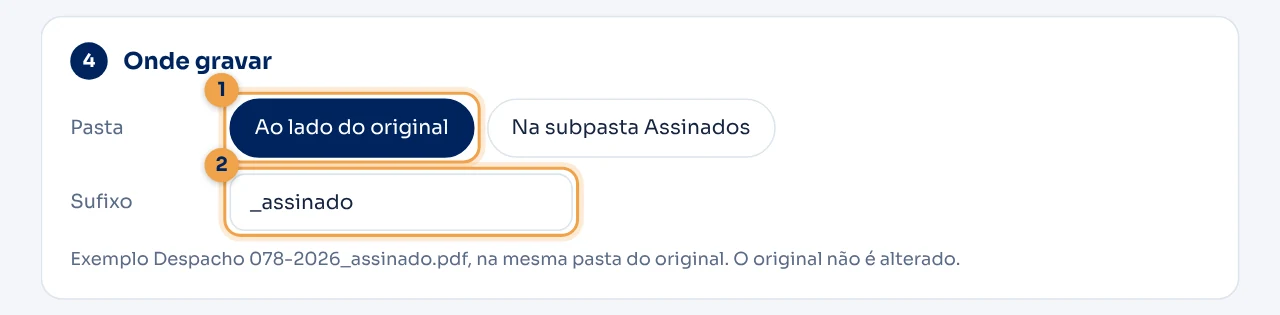 4 Onde gravar
1
Pasta Ao lado do original Na subpasta Assinados
2
Sufixo _assinado
Exemplo Despacho 078-2026_assinado.pdf, na mesma pasta do original. O original não é alterado.